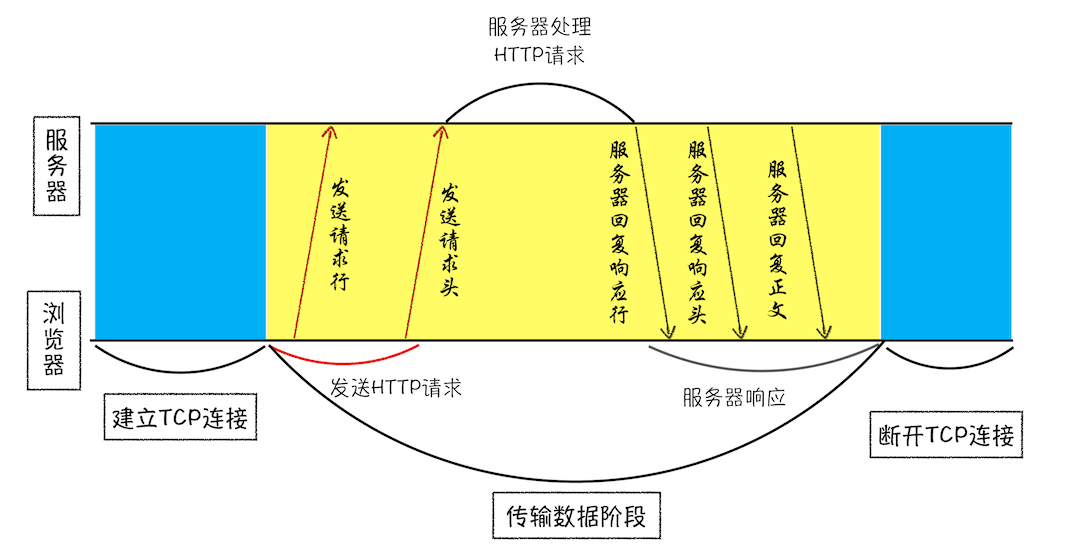 服务器处理
HTTP请求
服务器
发送请求行
发送请求头
服务器回复响应行
服务器回复响应头
服务器回复正文
浏览器
发送HTTP请求
服务器响应
建立TCP连接
断开TCP连接
传输数据阶段